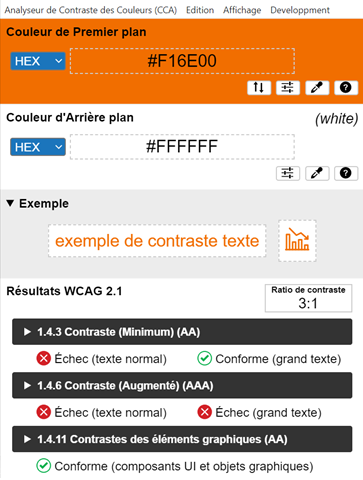 Analyseur de Contraste des Couleurs (CCA) Edition Affichage Developpment
Couleur de Premier plan
HEX #F16E00
Couleur d'Arrière plan (white)
HEX #FFFFFF
▼ Exemple
exemple de contraste texte
Résultats WCAG 2.1
Ratio de contraste
3:1
▶ 1.4.3 Contraste (Minimum) (AA)
Échec (texte normal) Conforme (grand texte)
▶ 1.4.6 Contraste (Augmenté) (AAA)
Échec (texte normal) Échec (grand texte)
▶ 1.4.11 Contrastes des éléments graphiques (AA)
Conforme (composants UI et objets graphiques)